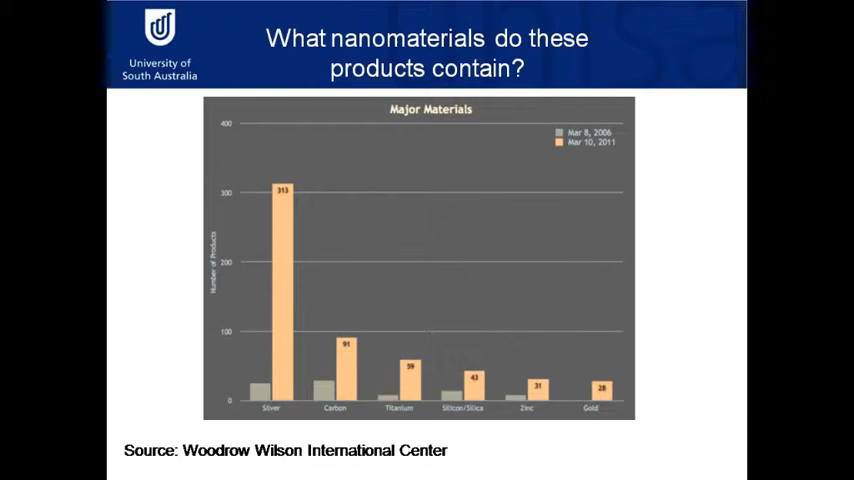 University of
South Australia
What nanomaterials do these
products contain?
Major Materials
Mar 8, 2006
Mar 10, 2011
Number of Products
400
300
200
100
0
313
91
59
43
31
28
Silver
Carbon
Titanium
Silicon/Silica
Zinc
Gold
Source: Woodrow Wilson International Center